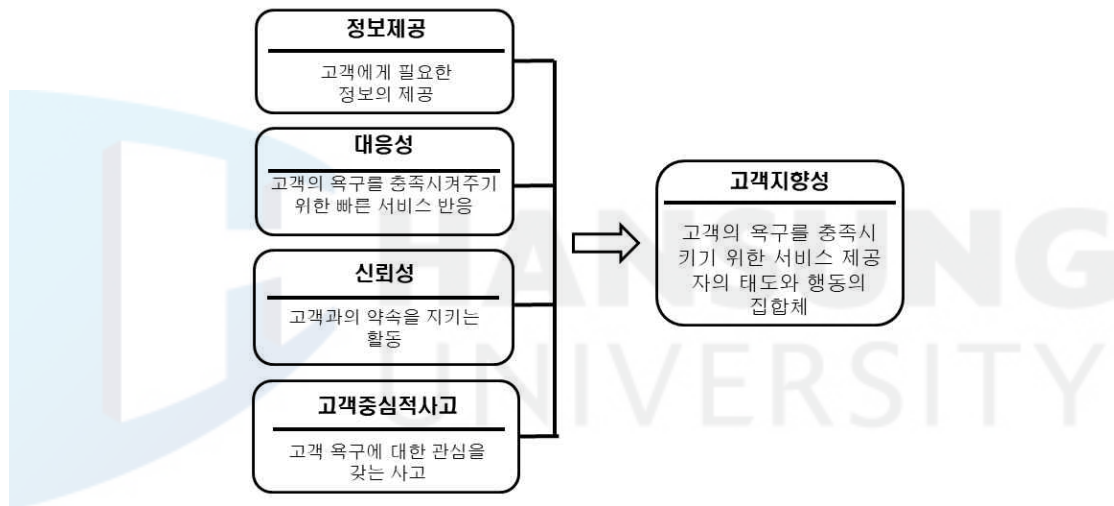 정보제공
고객에게 필요한
정보의 제공
대응성
고객의 욕구를 충족시켜주기
위한 빠른 서비스 반응
신뢰성
고객과의 약속을 지키는
활동
고객중심적사고
고객 욕구에 대한 관심을
갖는 사고
고객지향성
고객의 욕구를 충족시
키기 위한 서비스 제공
자의 태도와 행동의
집합체
HANSUNG
UNIVERSITY